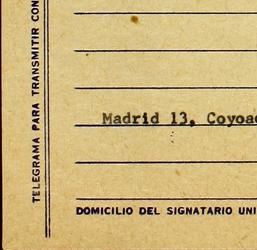 TELEGRAMA PARA TRANSMITIR CON
Madrid 13, Coyoac
DOMICILIO DEL SIGNATARIO UNI